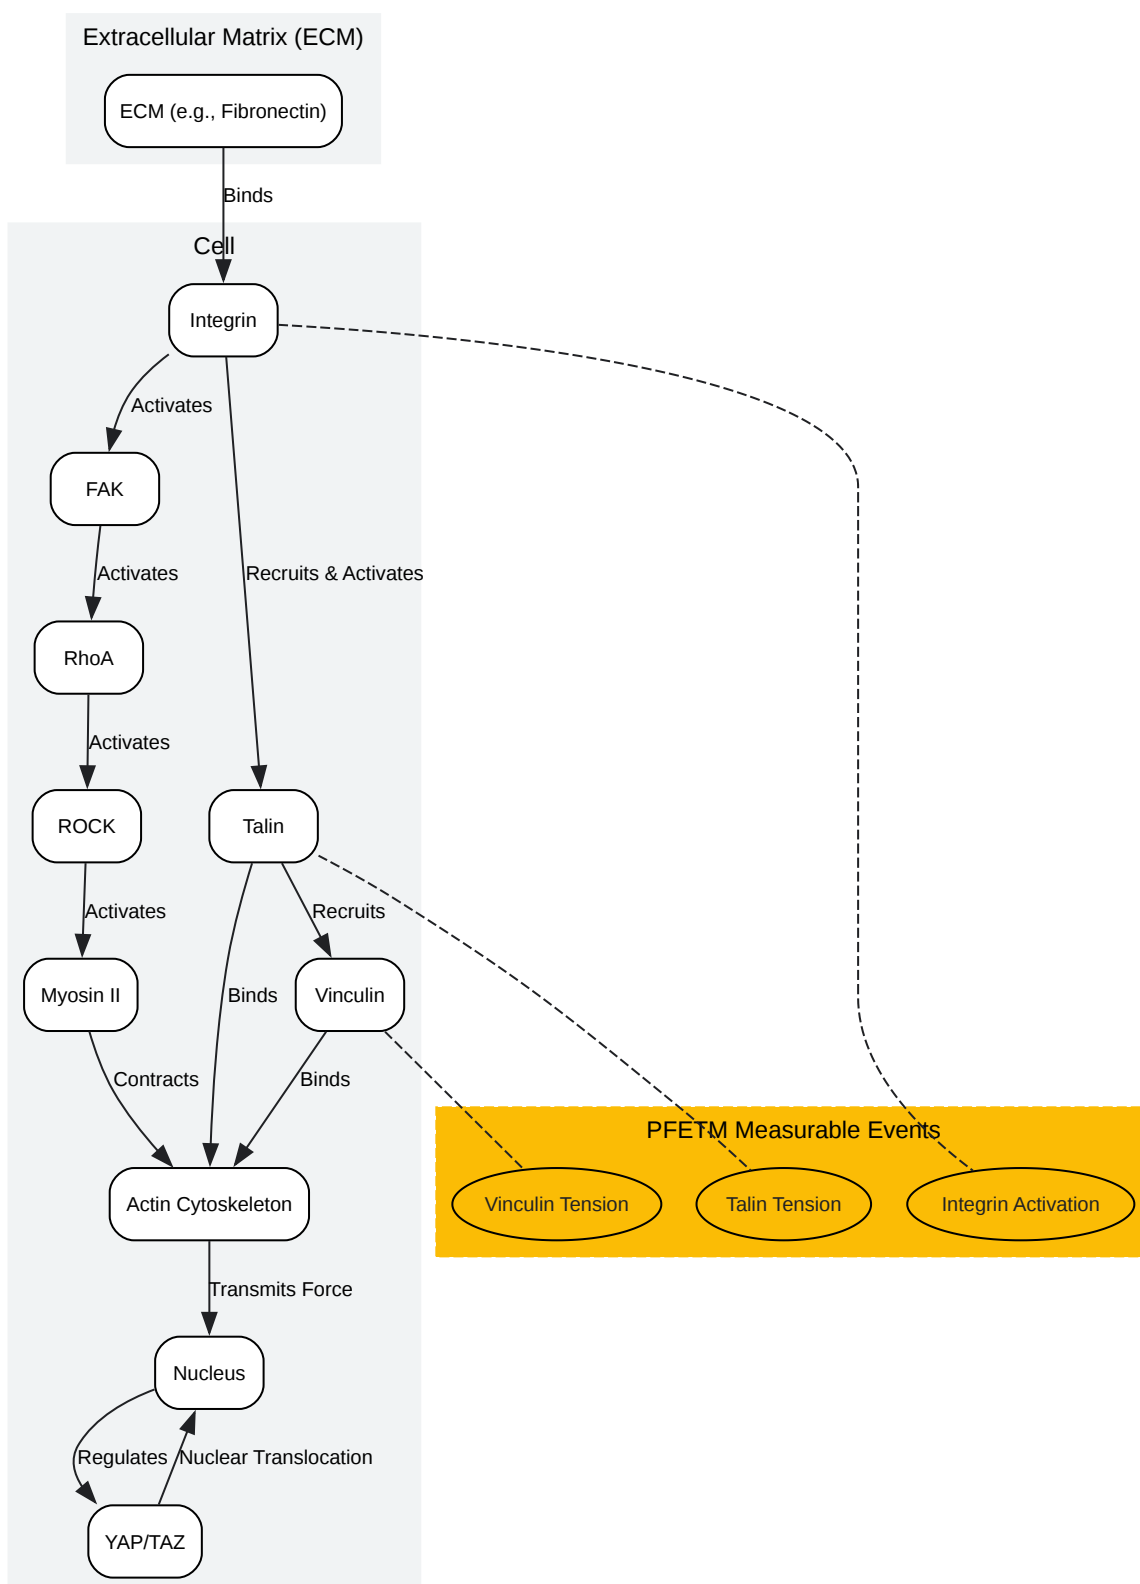 Extracellular Matrix (ECM)
ECM (e.g., Fibronectin)
Binds
Cell
Integrin
Activates
FAK
Activates
Recruits & Activates
RhoA
Activates
ROCK
Talin
Activates
Recruits
Myosin II
Binds
Vinculin
Contracts
Binds
PFETM Measurable Events
Actin Cytoskeleton
Vinculin Tension
Talin Tension
Integrin Activation
Transmits Force
Nucleus
Regulates
Nuclear Translocation
YAP/TAZ